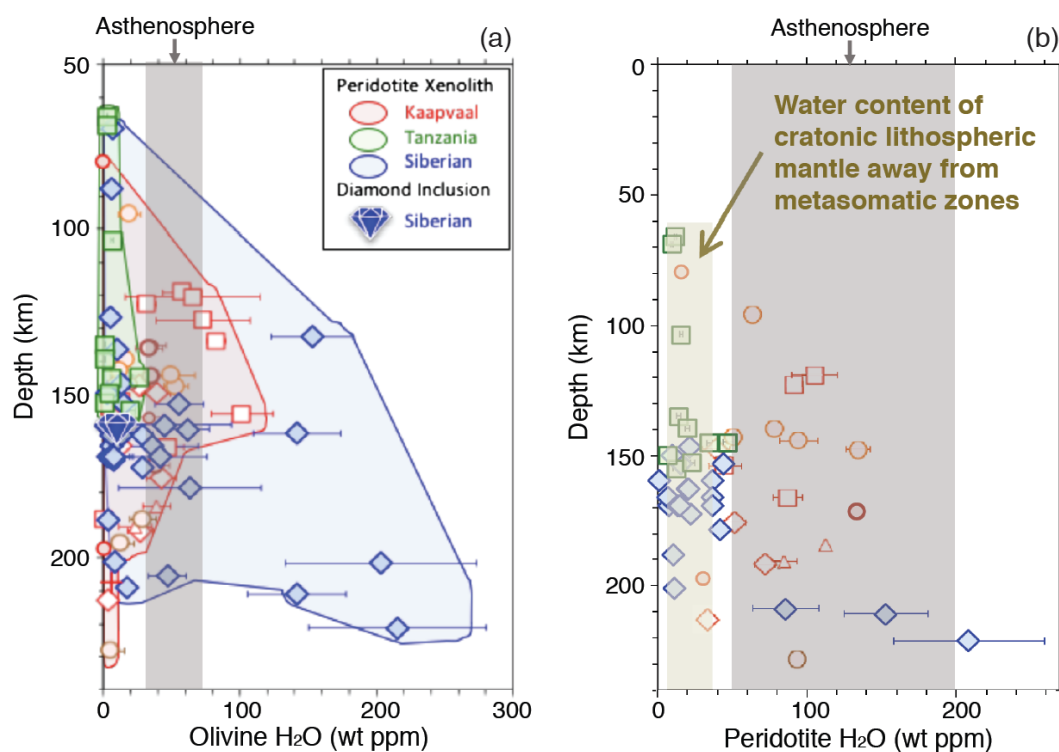 Asthenosphere
(a)
50
100
150
200
Depth (km)
Peridotite Xenolith
Kaapvaal
Tanzania
Siberian
Diamond Inclusion
Siberian
0
100
200
300
Olivine H₂O (wt ppm)
Asthenosphere
(b)
0
50
100
150
200
Depth (km)
Water content of
cratonic lithospheric
mantle away from
metasomatic zones
0
100
200
Peridotite H₂O (wt ppm)